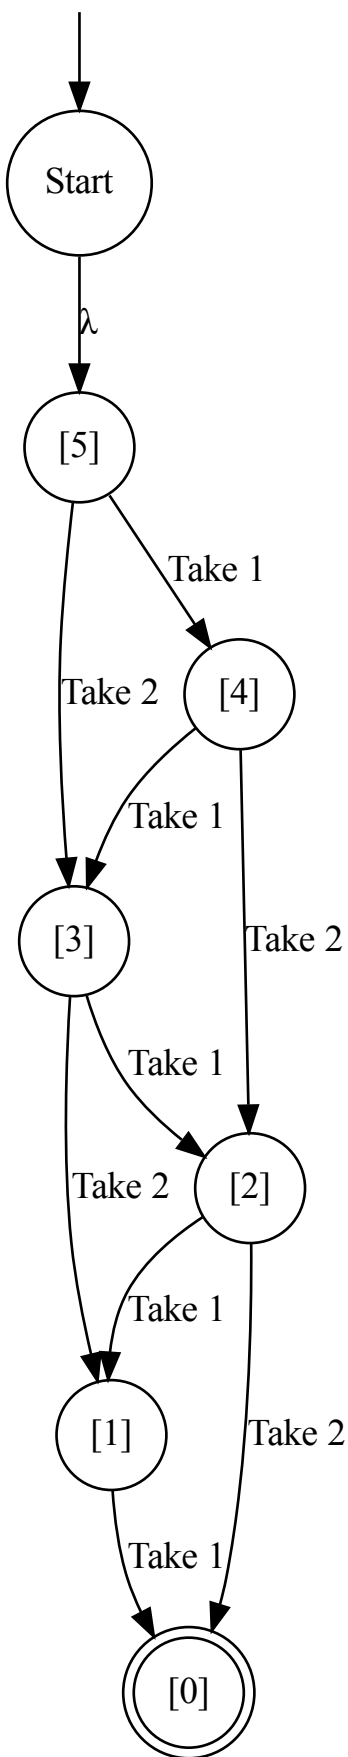 Start
λ
[5]
Take 1
Take 2
[4]
Take 1
[3]
Take 2
Take 1
Take 2
[2]
Take 1
[1]
Take 2
Take 1
[0]